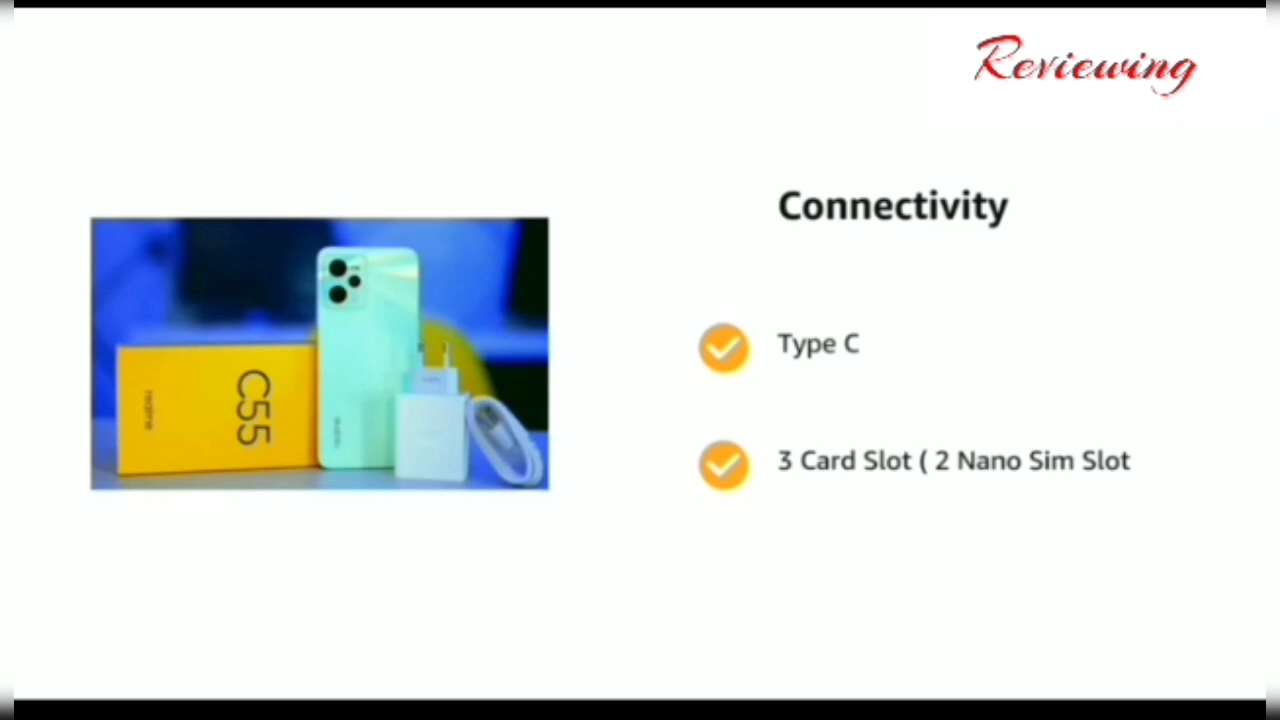 Reviewing
Connectivity
Type C
3 Card Slot ( 2 Nano Sim Slot
C55
realme